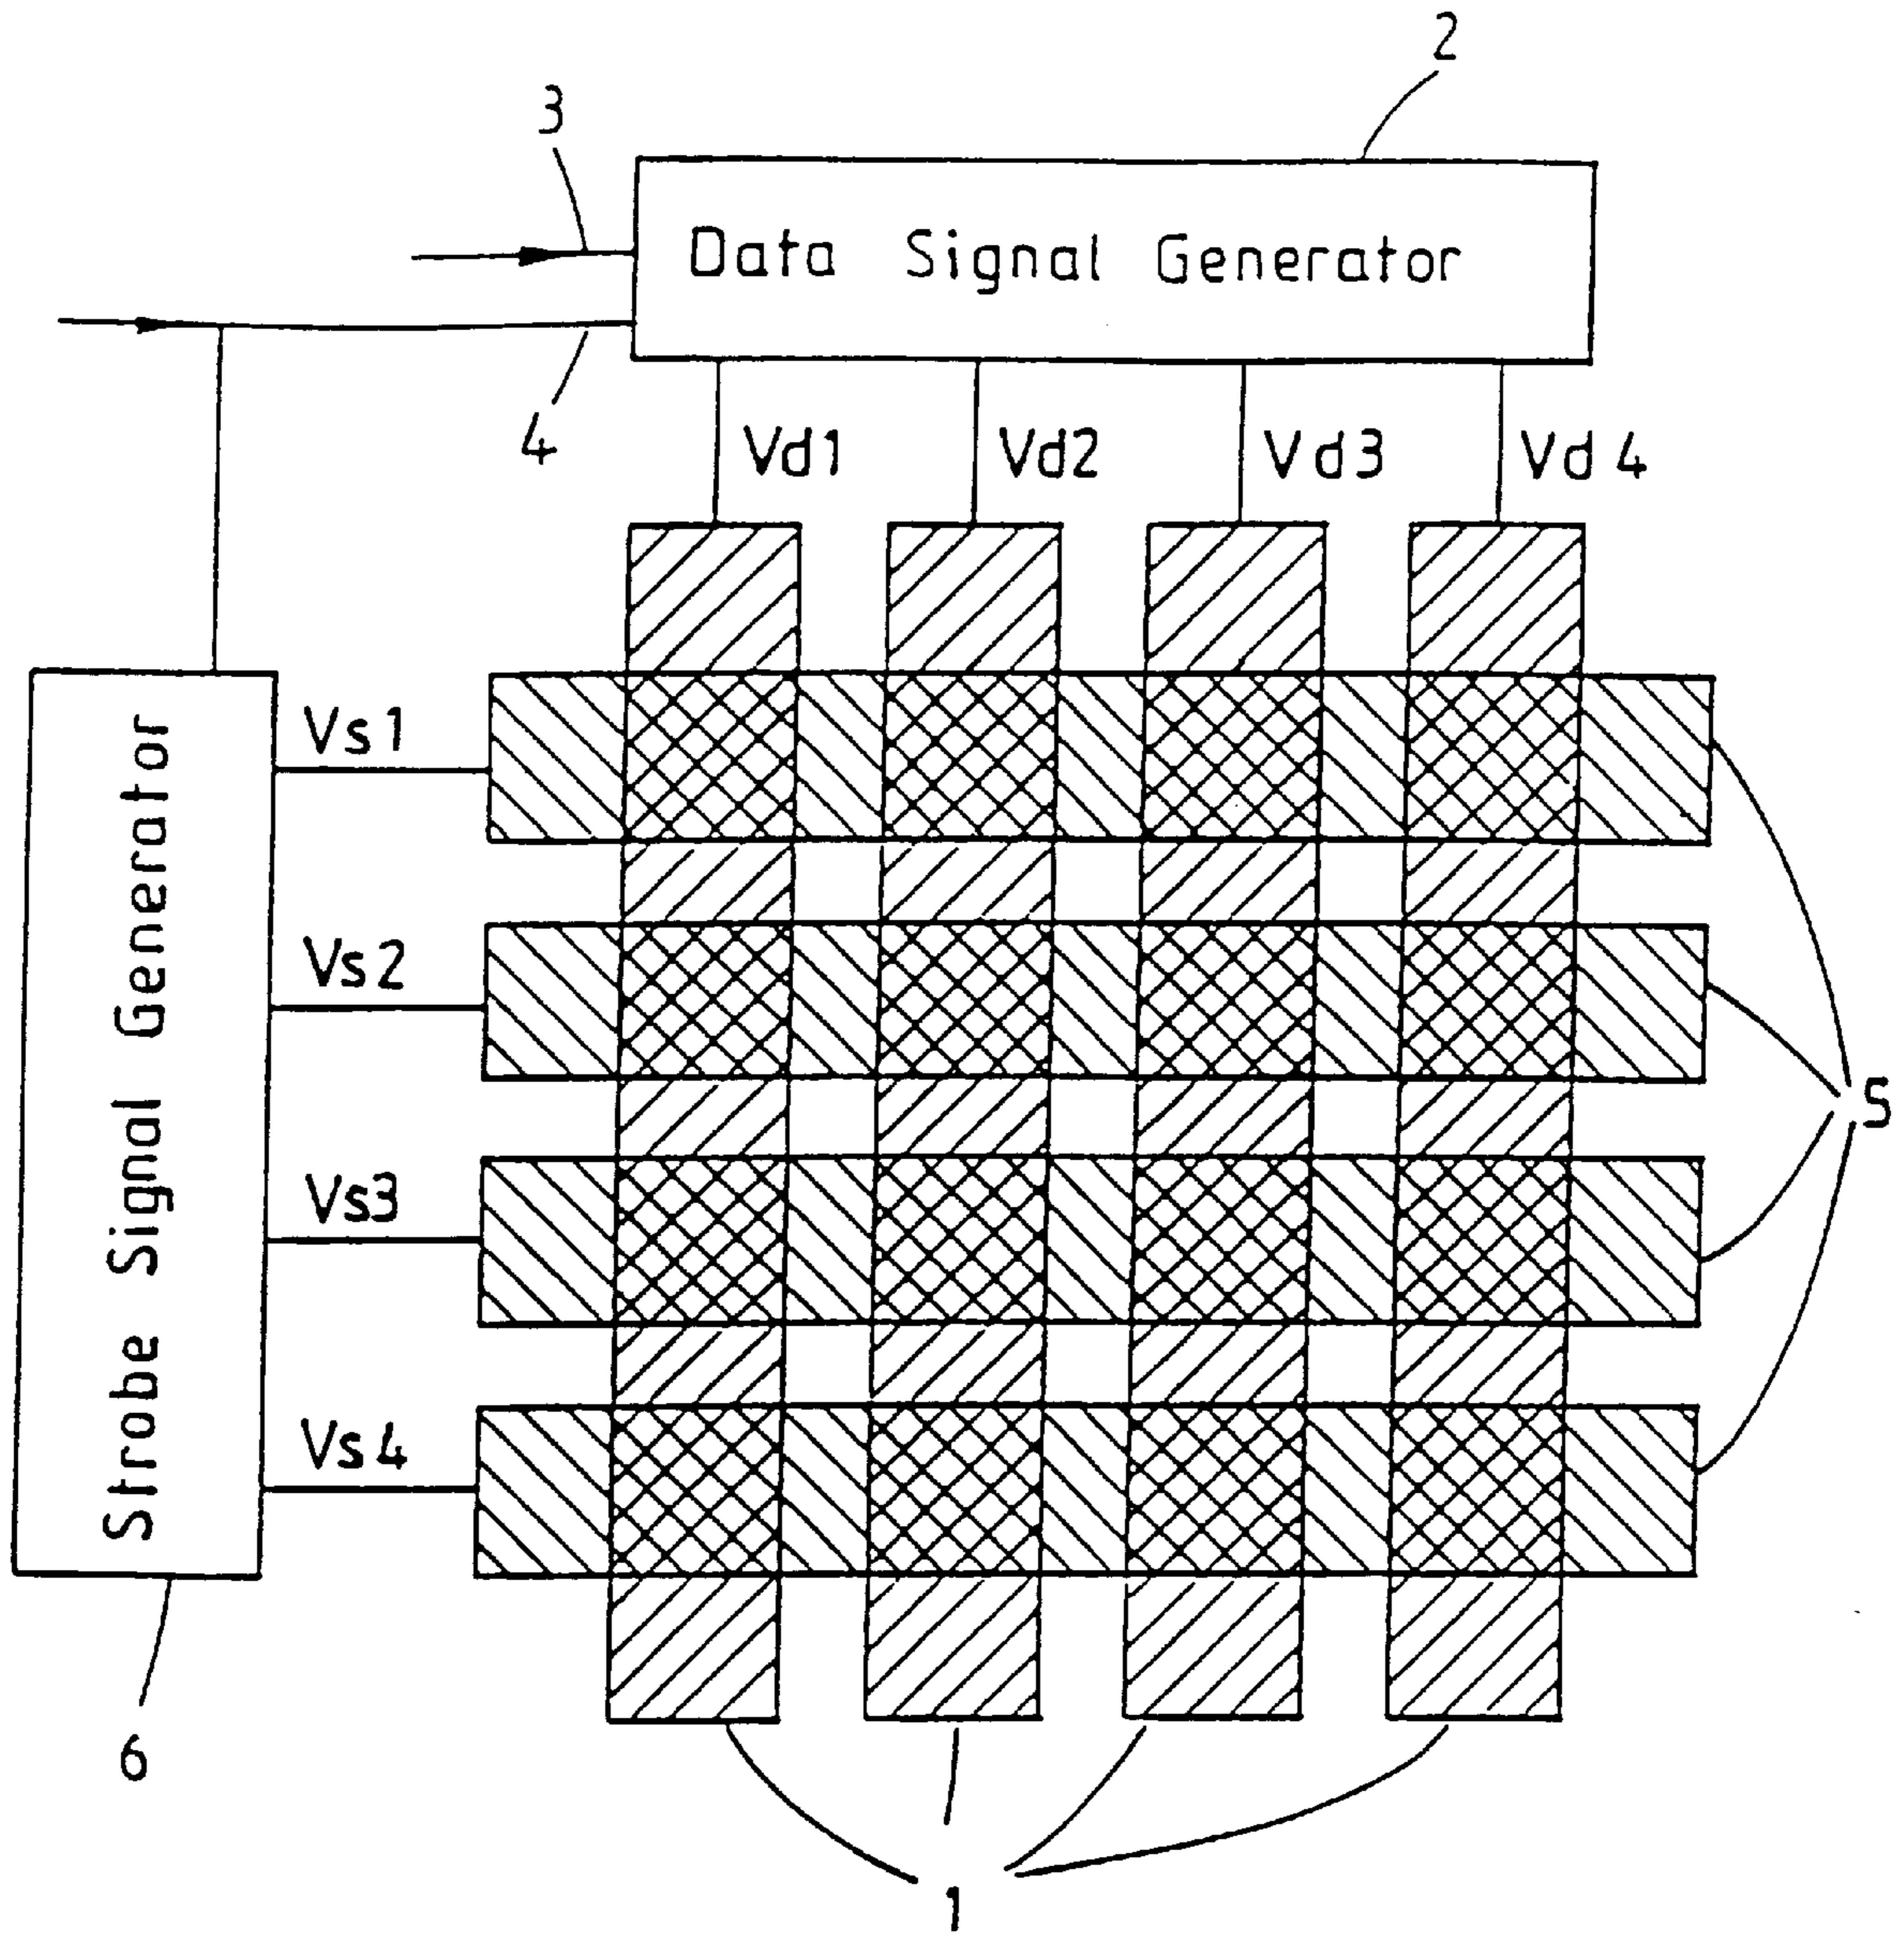 2
3
Data Signal Generator
4
Vd1
Vd2
Vd3
Vd4
Strobe Signal Generator
Vs1
Vs2
Vs3
Vs4
5
6
1